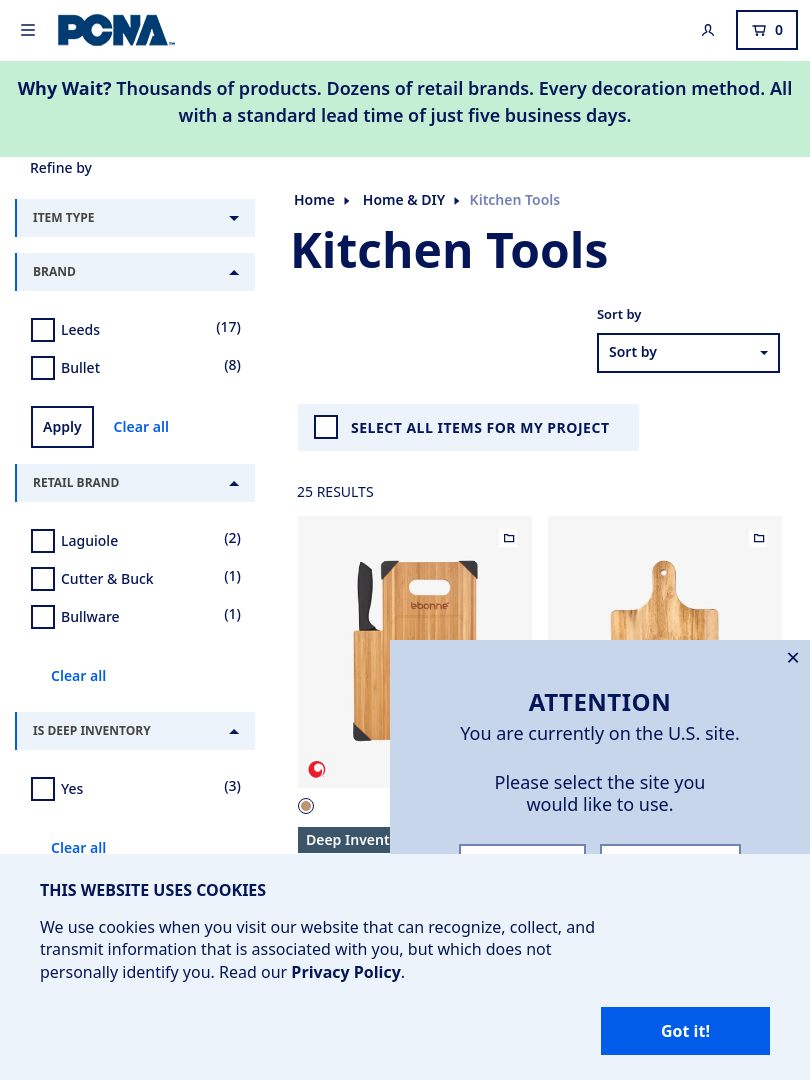 PCNA
0
Why Wait? Thousands of products. Dozens of retail brands. Every decoration method. All
with a standard lead time of just five business days.
Refine by
ITEM TYPE
BRAND
Leeds (17)
Bullet (8)
Apply Clear all
RETAIL BRAND
Laguiole (2)
Cutter & Buck (1)
Bullware (1)
Clear all
IS DEEP INVENTORY
Yes (3)
Clear all
Home Home & DIY Kitchen Tools
Kitchen Tools
Sort by
Sort by
SELECT ALL ITEMS FOR MY PROJECT
25 RESULTS
Deep Invent
ATTENTION
You are currently on the U.S. site.
Please select the site you
would like to use.
THIS WEBSITE USES COOKIES
We use cookies when you visit our website that can recognize, collect, and
transmit information that is associated with you, but which does not
personally identify you. Read our Privacy Policy.
Got it!